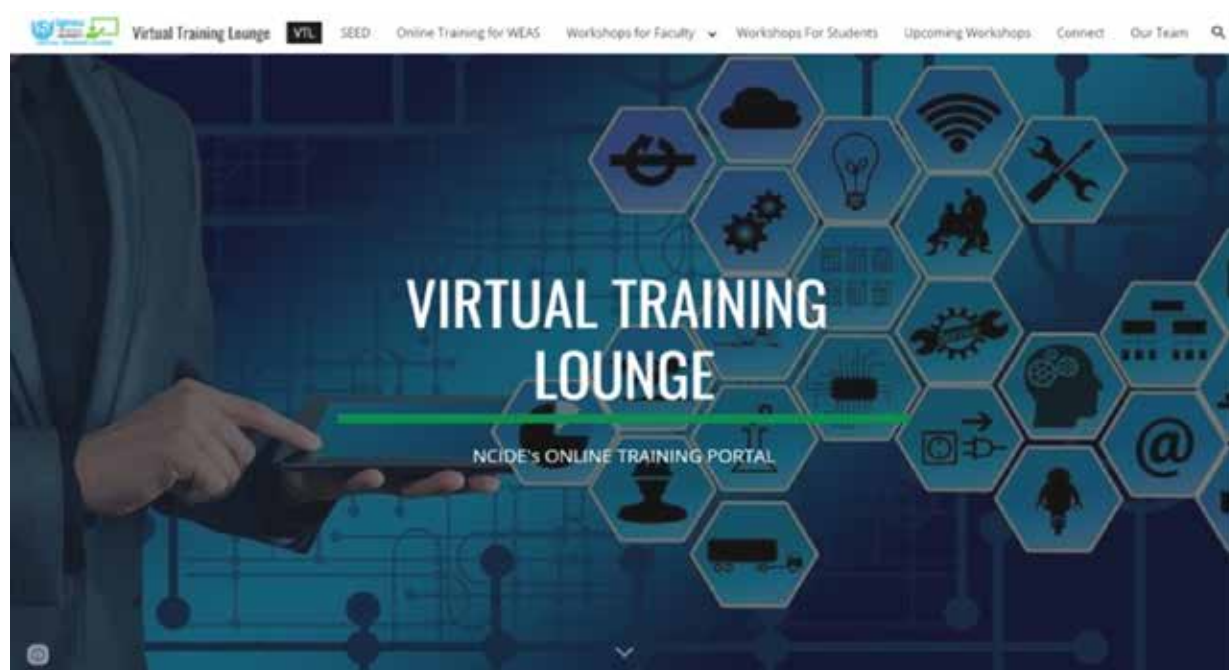 Virtual Training Lounge
VTL
SEED
Online Training for WEAS
Workshops for Faculty
Workshops For Students
Upcoming Workshops
Connect
Our Team
VIRTUAL TRAINING
LOUNGE
NCIDE's ONLINE TRAINING PORTAL
@